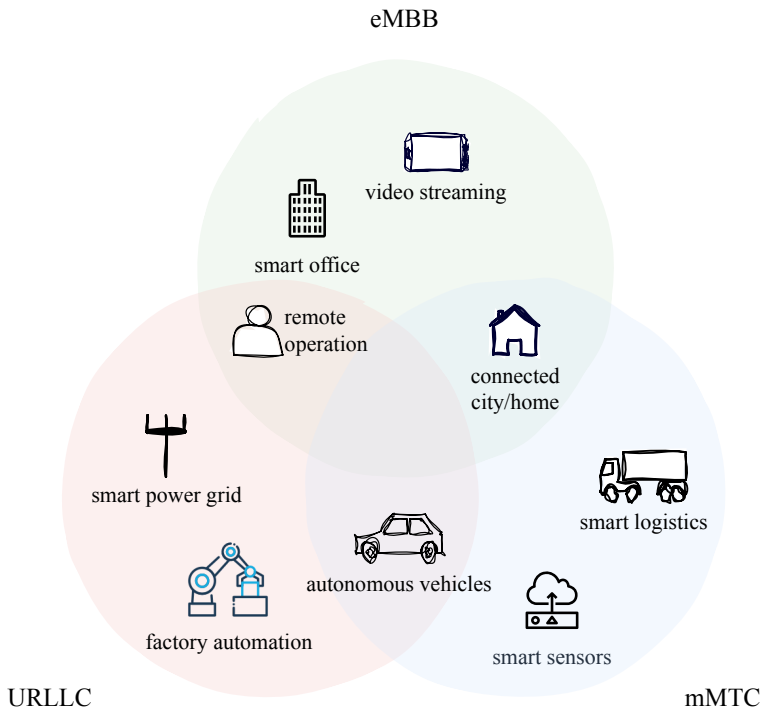 eMBB
video streaming
smart office
remote
operation
connected
city/home
smart power grid
smart logistics
autonomous vehicles
factory automation
smart sensors
URLLC
mMTC